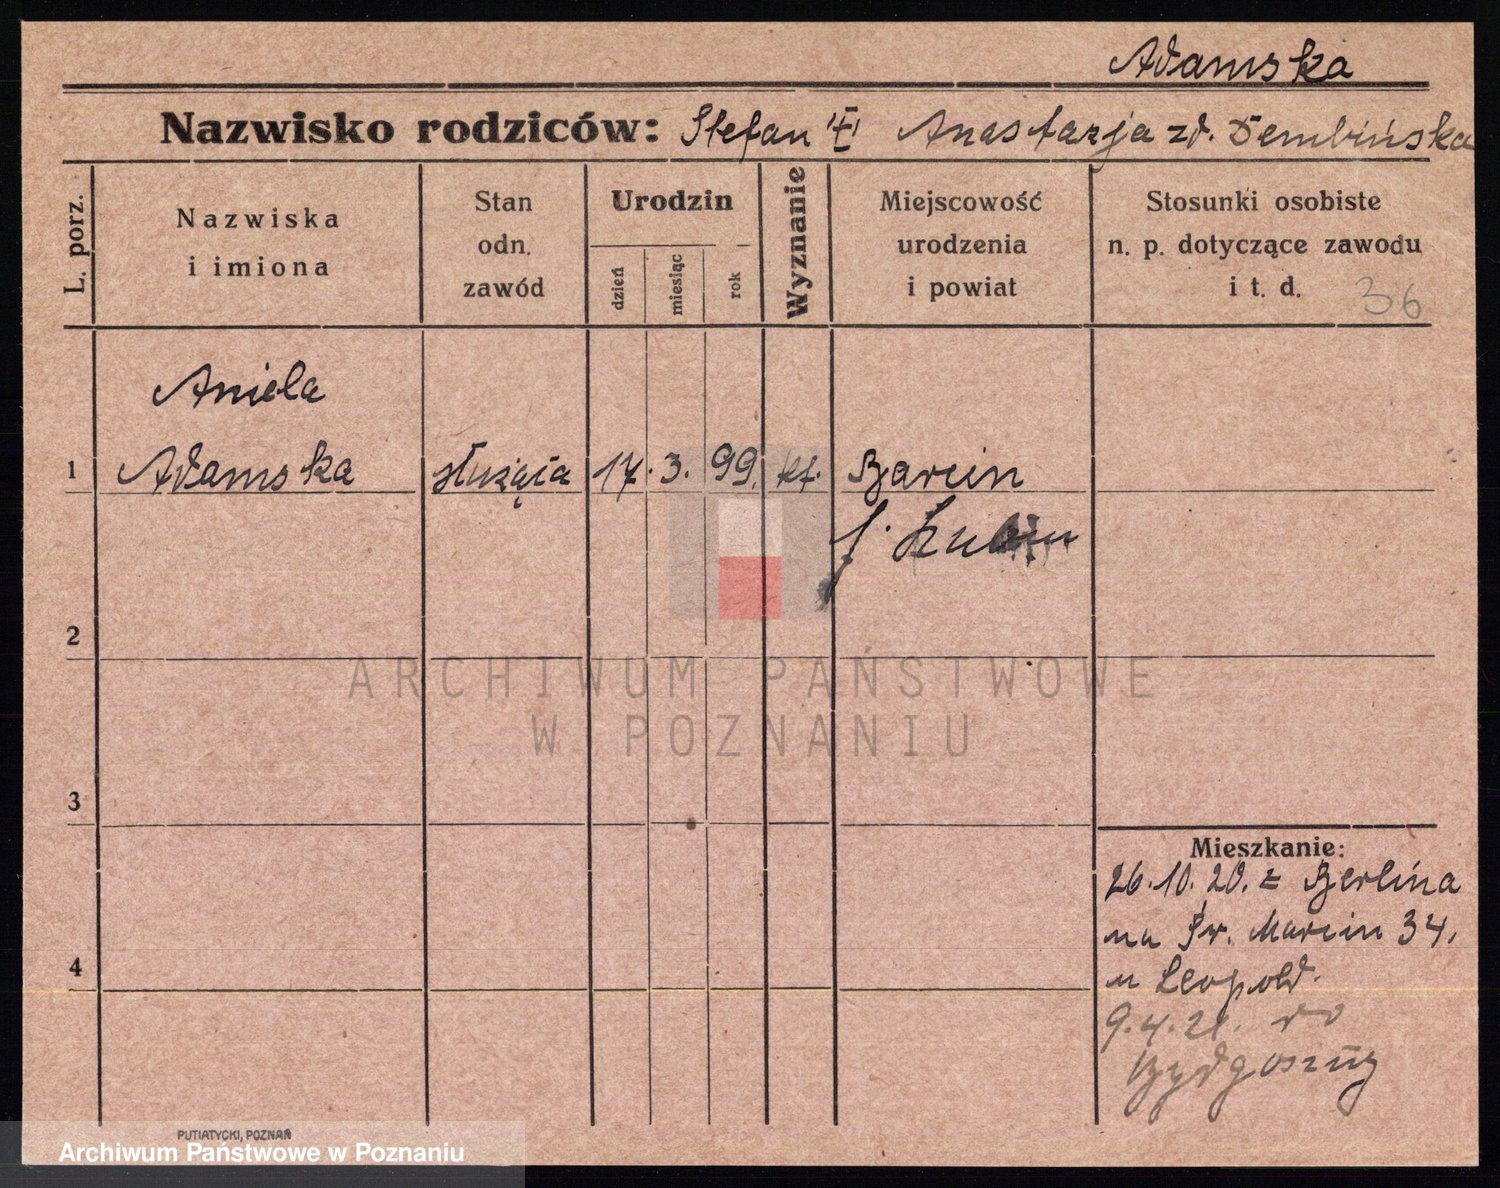 Adamska
Nazwisko rodziców: Stefan Anastazja zd. Dembińska
L. porz.
Nazwiska i imiona
Stan odn. zawód
Urodzin
dzień
miesiąc
rok
Wyznanie
Miejscowość urodzenia i powiat
Stosunki osobiste n. p. dotyczące zawodu i t. d.
36
Aniela
1 Adamska służąca 17. 3. 99. kt. Barcin
2
3
4
Mieszkanie:
26.10.20. z Berlina
na Św. Marcin 34.
u Leopold.
9.4.21. do
Bydgoszczy
PUTIATYCKI, POZNAŃ
ARCHIWUM PAŃSTWOWE
W POZNANIU
Archiwum Państwowe w Poznaniu